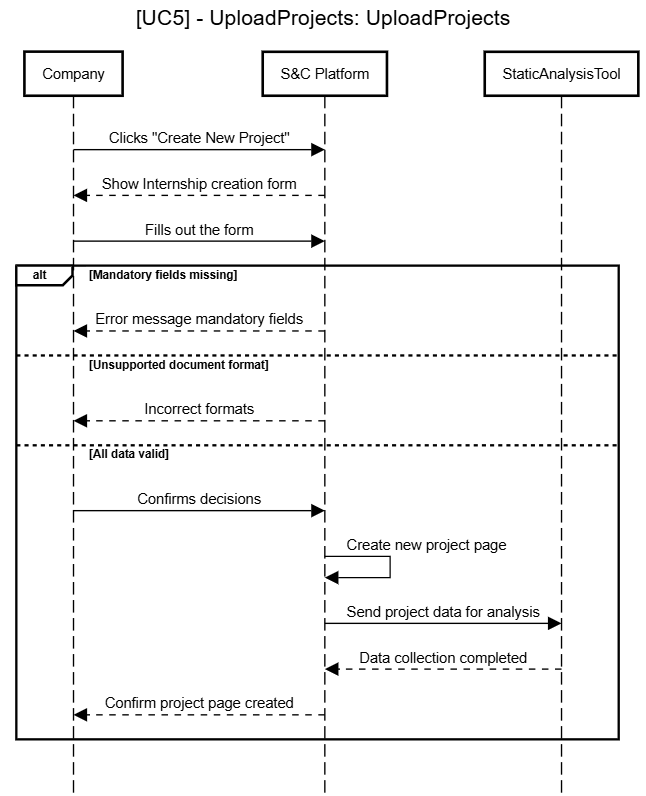 [UC5] - UploadProjects: UploadProjects
Company
S&C Platform
StaticAnalysisTool
Clicks "Create New Project"
Show Internship creation form
Fills out the form
alt
[Mandatory fields missing]
Error message mandatory fields
[Unsupported document format]
Incorrect formats
[All data valid]
Confirms decisions
Create new project page
Send project data for analysis
Data collection completed
Confirm project page created